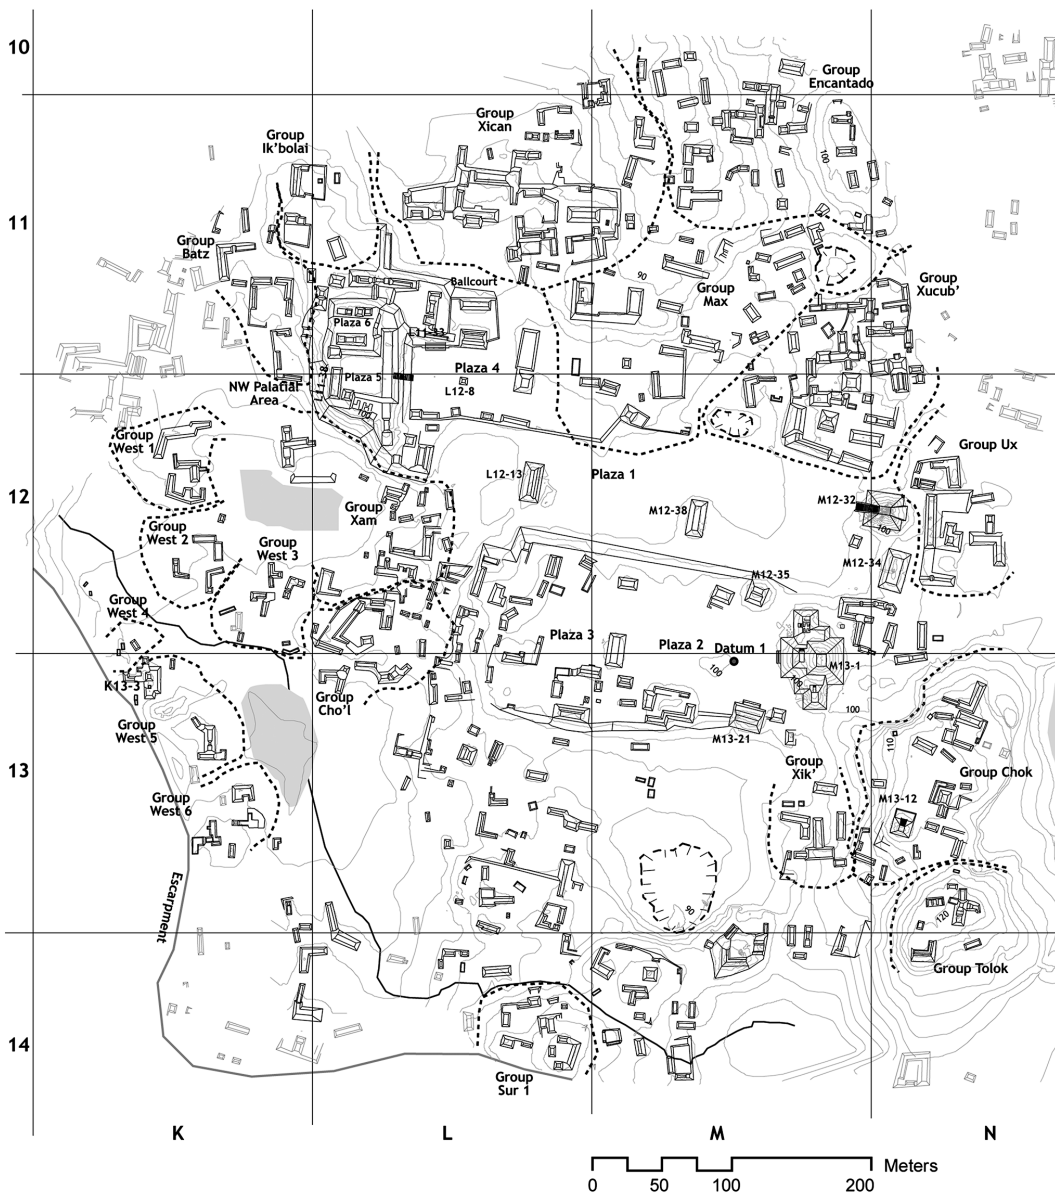 10
Group
Encantado
Group
Xican
100
Group
Ik'bolai
11
Group
Batz
90
Group
Max
Group
Xucub'
Ballcourt
Plaza 6
Plaza 4
Plaza 5
L12-8
NW Palatial
Area
100
Group
West 1
Group Ux
L12-13
Plaza 1
12
M12-32
M12-38
100
Group
Xam
Group
West 2
Group
West 3
M12-34
M12-35
Group
West 4
Plaza 3
Plaza 2
Datum 1
M13-1
100
K13-3
Group
Cho'l
100
Group
West 5
M13-21
110
13
Group
Xik'
Group Chok
Group
West 6
M13-12
Escarpment
90
120
Group Tolok
14
Group
Sur 1
K
L
M
N
Meters
0
50
100
200